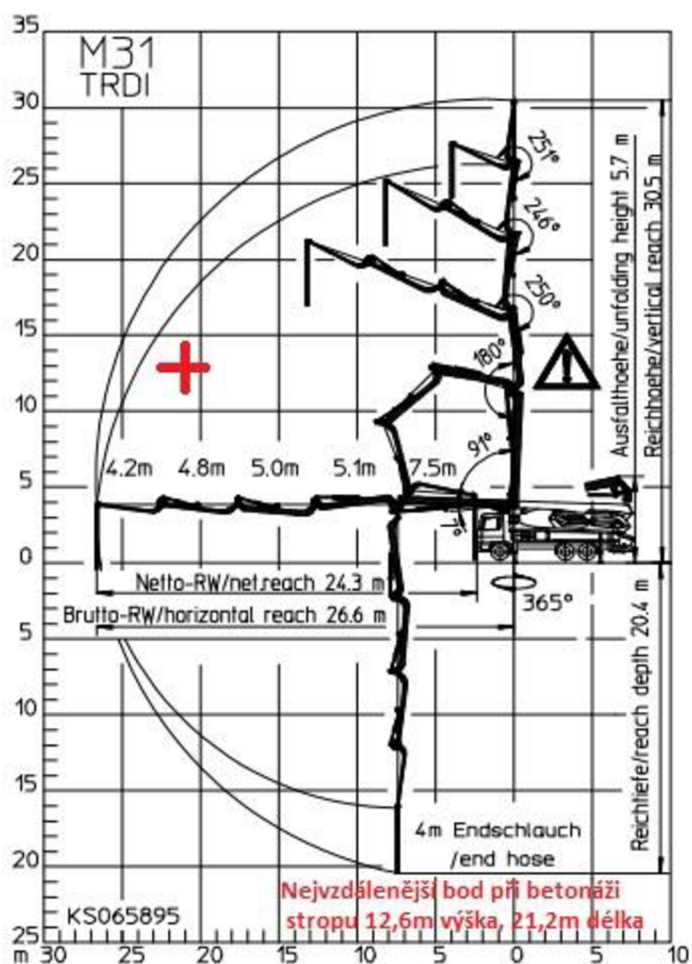 M31
TRDI
35
30
25
20
15
10
5
0
5
10
15
20
25
m 30 25 20 15 10 5 0 5 10
251°
246°
250°
180°
91°
7°
365°
4.2m 4.8m 5.0m 5.1m 7.5m
Ausfalthoehe/unfolding height 5.7 m
Reichhoehe/vertical reach 30.5 m
Netto-RW/net.reach 24.3 m
Brutto-RW/horizontal reach 26.6 m
Reichtiefe/reach depth 20.4 m
4m Endschlauch
/end hose
Nejvzdálenější bod při betonáži
stropu 12,6m výška, 21,2m délka
KS065895